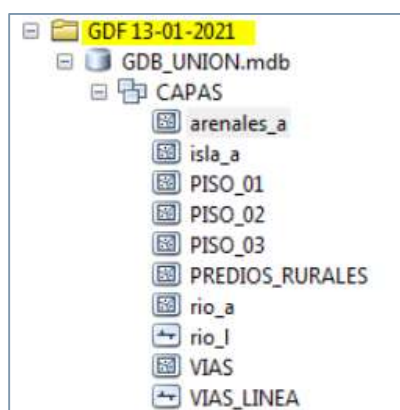 GDF 13-01-2021
GDB_UNION.mdb
CAPAS
arenales_a
isla_a
PISO_01
PISO_02
PISO_03
PREDIOS_RURALES
rio_a
rio_l
VIAS
VIAS_LINEA